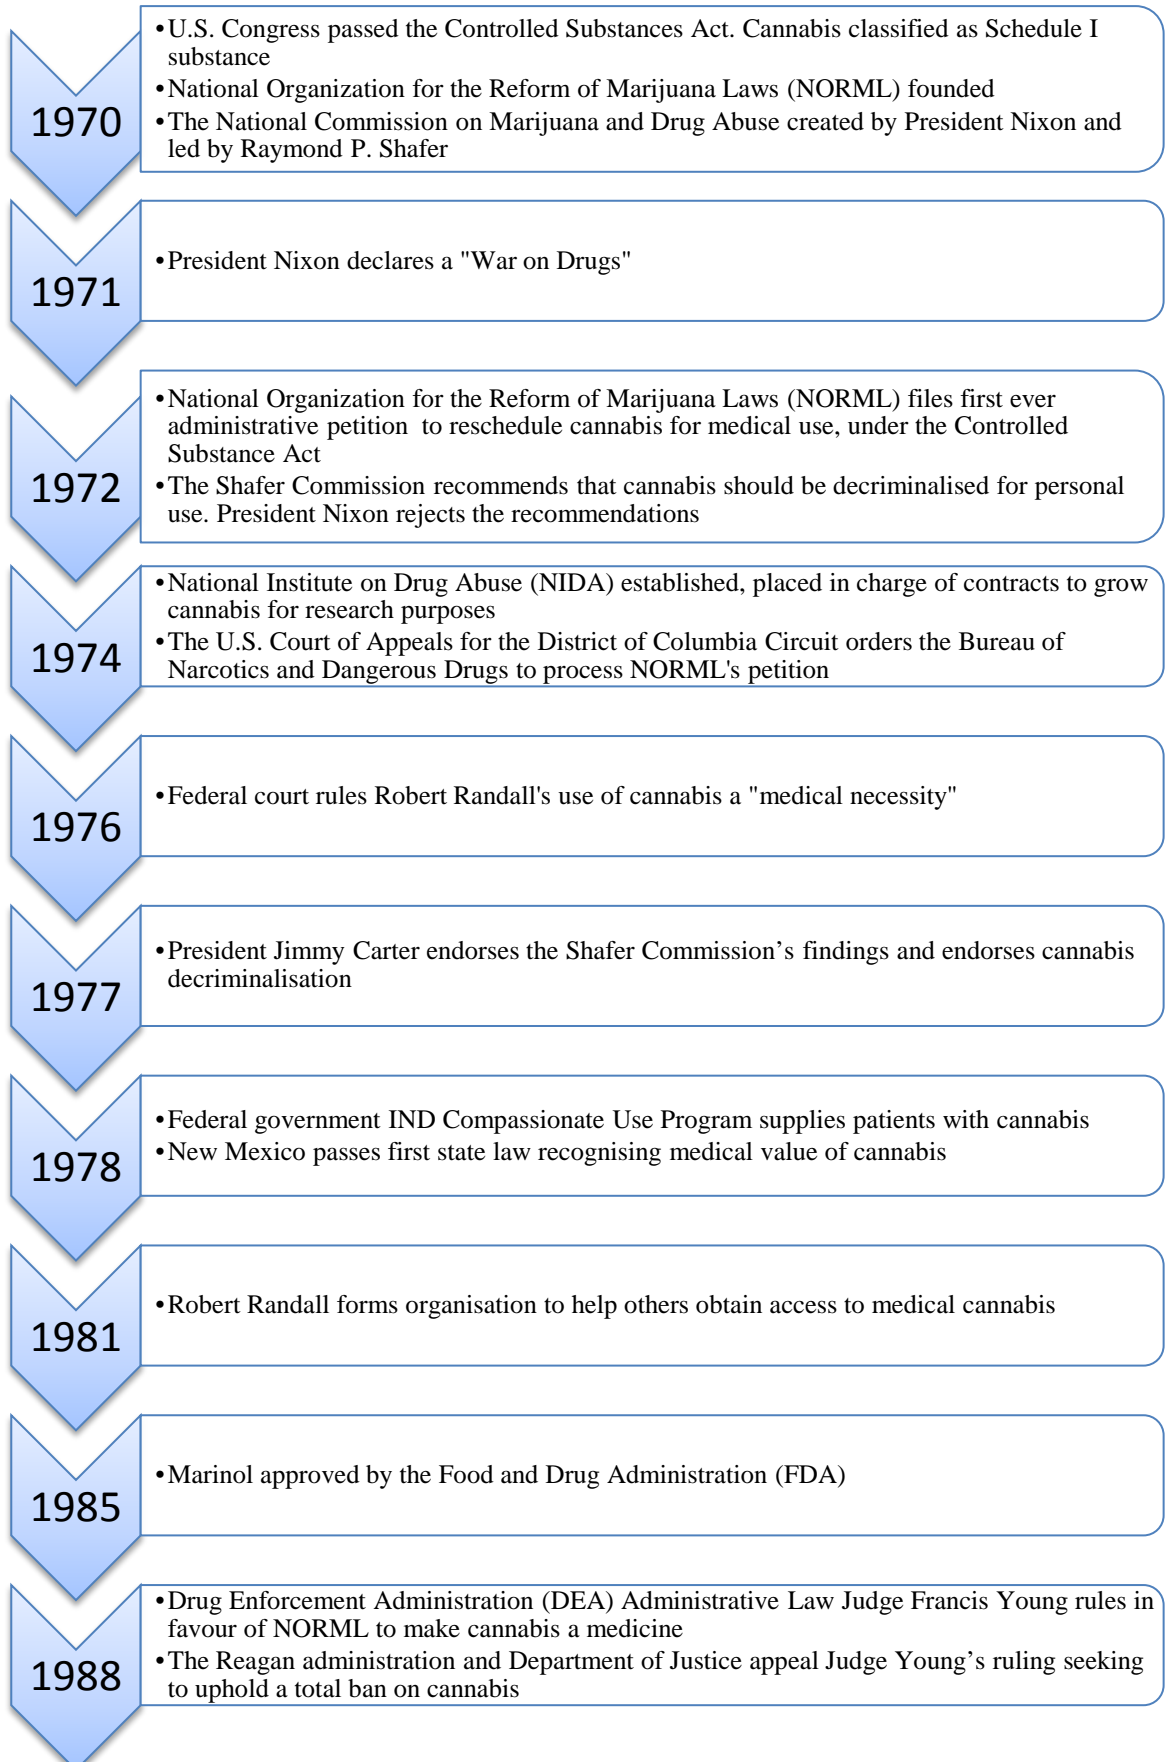 1970
•U.S. Congress passed the Controlled Substances Act. Cannabis classified as Schedule I
substance
•National Organization for the Reform of Marijuana Laws (NORML) founded
•The National Commission on Marijuana and Drug Abuse created by President Nixon and
led by Raymond P. Shafer
1971
•President Nixon declares a "War on Drugs"
1972
•National Organization for the Reform of Marijuana Laws (NORML) files first ever
administrative petition to reschedule cannabis for medical use, under the Controlled
Substance Act
•The Shafer Commission recommends that cannabis should be decriminalised for personal
use. President Nixon rejects the recommendations
1974
•National Institute on Drug Abuse (NIDA) established, placed in charge of contracts to grow
cannabis for research purposes
•The U.S. Court of Appeals for the District of Columbia Circuit orders the Bureau of
Narcotics and Dangerous Drugs to process NORML's petition
1976
•Federal court rules Robert Randall's use of cannabis a "medical necessity"
1977
•President Jimmy Carter endorses the Shafer Commission’s findings and endorses cannabis
decriminalisation
1978
•Federal government IND Compassionate Use Program supplies patients with cannabis
•New Mexico passes first state law recognising medical value of cannabis
1981
•Robert Randall forms organisation to help others obtain access to medical cannabis
1985
•Marinol approved by the Food and Drug Administration (FDA)
1988
•Drug Enforcement Administration (DEA) Administrative Law Judge Francis Young rules in
favour of NORML to make cannabis a medicine
•The Reagan administration and Department of Justice appeal Judge Young’s ruling seeking
to uphold a total ban on cannabis